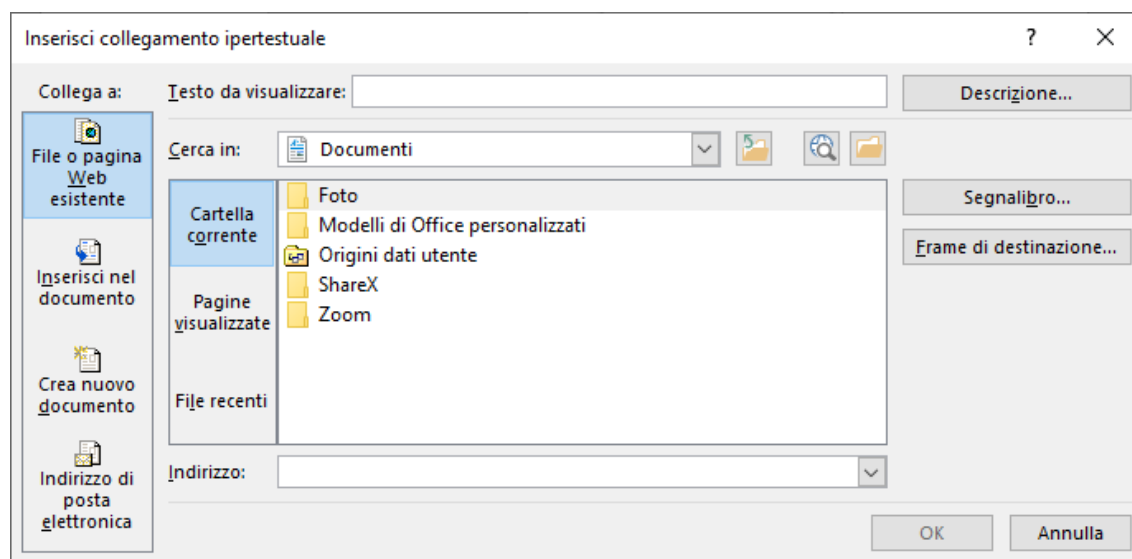 Inserisci collegamento ipertestuale
?
Collega a:
Testo da visualizzare:
Descrizione...
File o pagina
Web
esistente
Cerca in:
Documenti
Cartella
corrente
Foto
Modelli di Office personalizzati
Origini dati utente
ShareX
Zoom
Segnalibro...
Frame di destinazione...
Inserisci nel
documento
Pagine
visualizzate
Crea nuovo
documento
File recenti
Indirizzo di
posta
elettronica
Indirizzo:
OK
Annulla